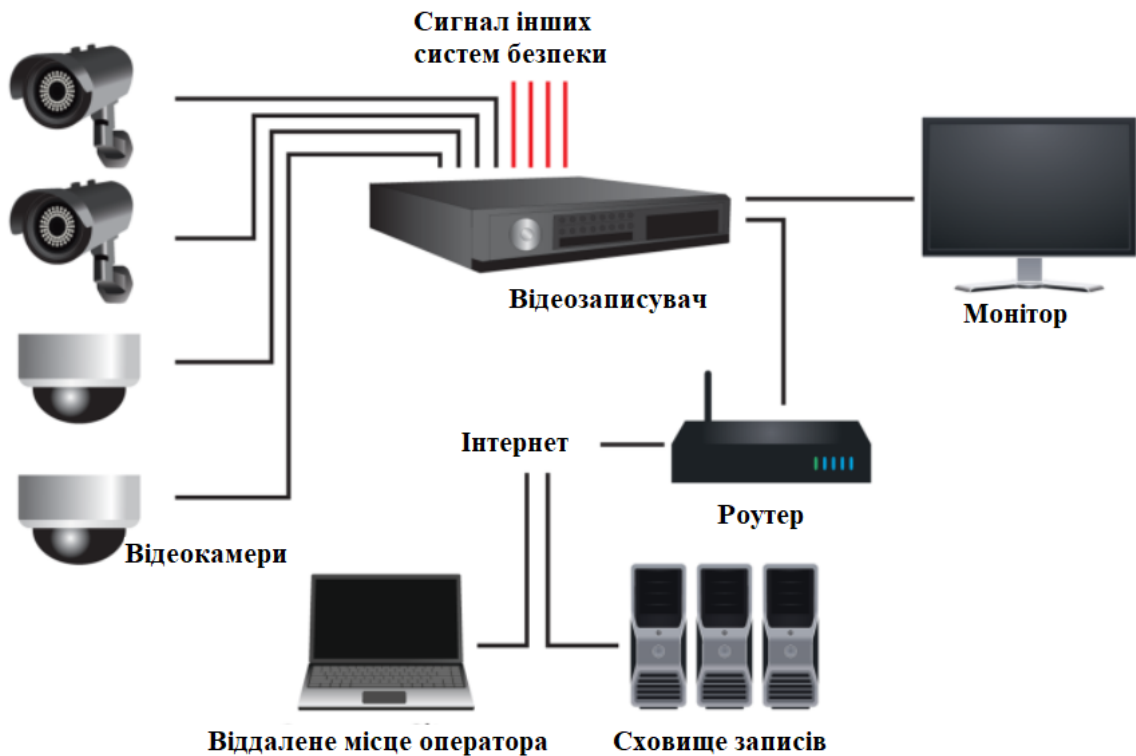 Сигнал інших
систем безпеки
Відеозаписувач
Монітор
Інтернет
Роутер
Відеокамери
Віддалене місце оператора
Сховище записів